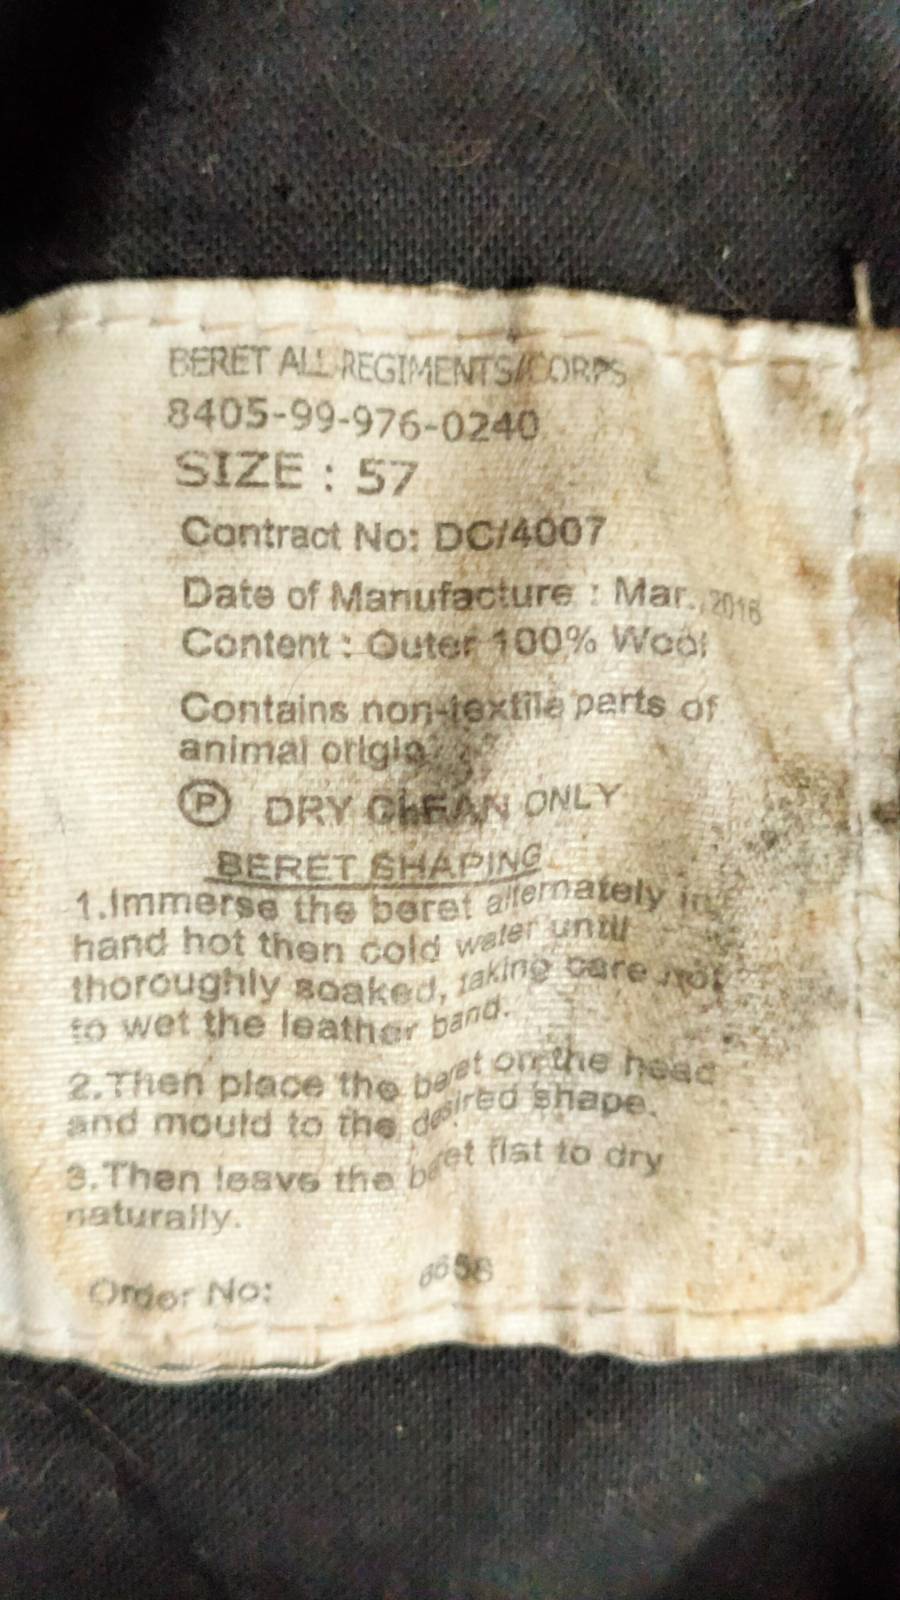 BERET ALL REGIMENTS/CORPS
8405-99-976-0240
SIZE : 57
Contract No: DC/4007
Date of Manufacture : Mar., 2016
Content : Outer 100% Wool
Contains non-textile parts of
animal origin
P DRY CLEAN ONLY
BERET SHAPING
1.Immerse the beret alternately in
hand hot then cold water until
thoroughly soaked, taking care not
to wet the leather band.
2.Then place the beret on the head
and mould to the desired shape.
3.Then leave the beret flat to dry
naturally.
Order No: 6658